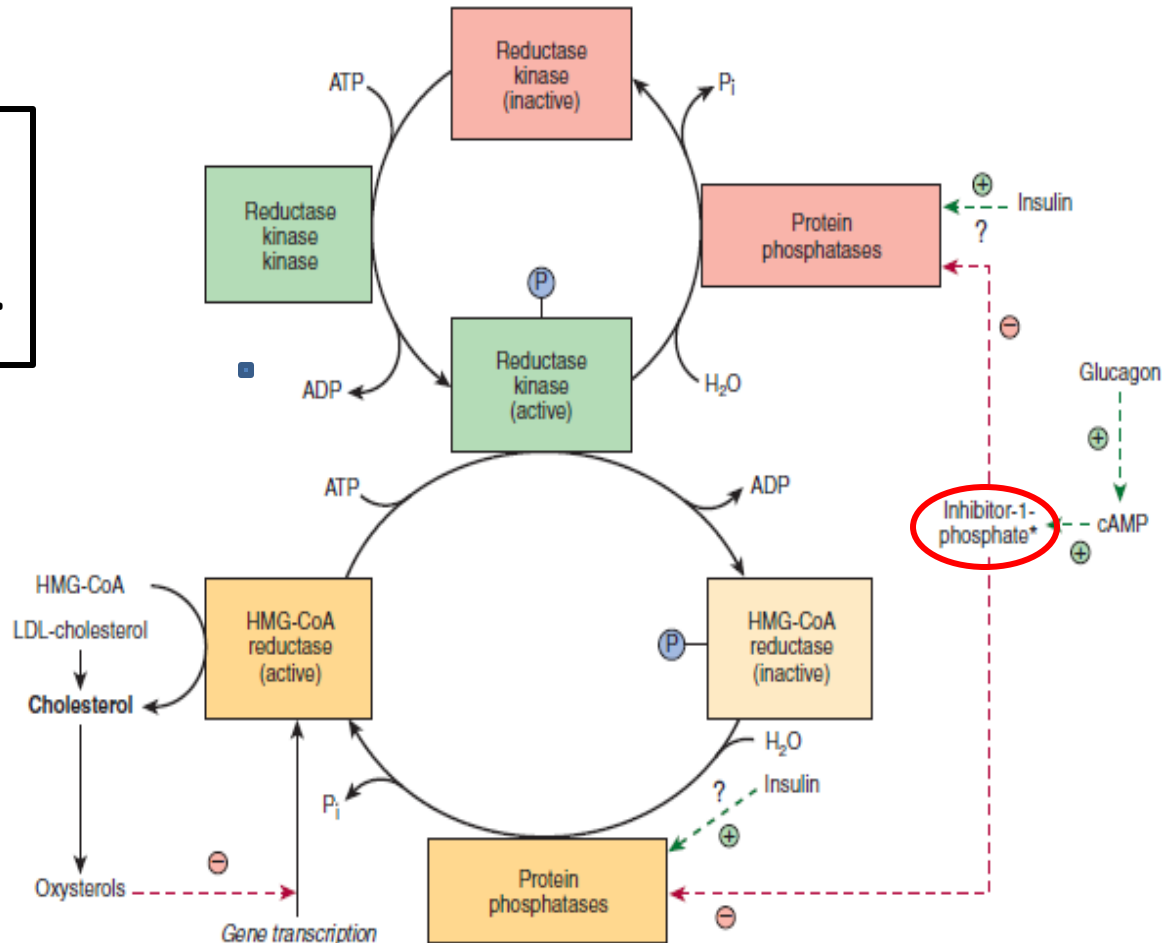 Reductase
kinase
(inactive)
ATP
Pi
Reductase
kinase
kinase
Protein
phosphatases
+
Insulin
?
P
−
Reductase
kinase
(active)
ADP
H₂O
Glucagon
+
ATP
ADP
Inhibitor-1-
phosphate*
cAMP
+
HMG-CoA
LDL-cholesterol
Cholesterol
HMG-CoA
reductase
(active)
P
HMG-CoA
reductase
(inactive)
H₂O
Pi
?
Insulin
+
−
Oxysterols
Protein
phosphatases
−
Gene transcription